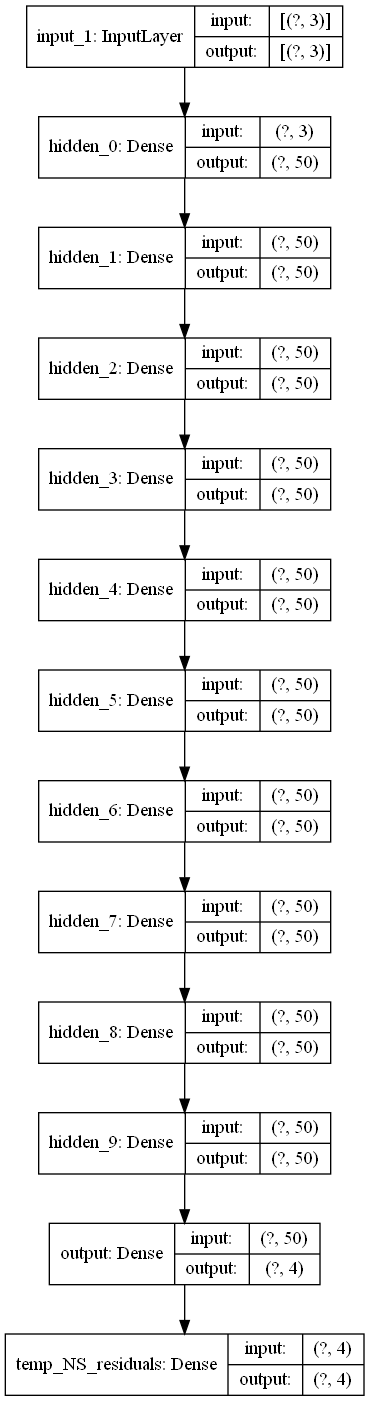 input_1: InputLayer
input: [(?, 3)]
output: [(?, 3)]
hidden_0: Dense
input: (?, 3)
output: (?, 50)
hidden_1: Dense
input: (?, 50)
output: (?, 50)
hidden_2: Dense
input: (?, 50)
output: (?, 50)
hidden_3: Dense
input: (?, 50)
output: (?, 50)
hidden_4: Dense
input: (?, 50)
output: (?, 50)
hidden_5: Dense
input: (?, 50)
output: (?, 50)
hidden_6: Dense
input: (?, 50)
output: (?, 50)
hidden_7: Dense
input: (?, 50)
output: (?, 50)
hidden_8: Dense
input: (?, 50)
output: (?, 50)
hidden_9: Dense
input: (?, 50)
output: (?, 50)
output: Dense
input: (?, 50)
output: (?, 4)
temp_NS_residuals: Dense
input: (?, 4)
output: (?, 4)